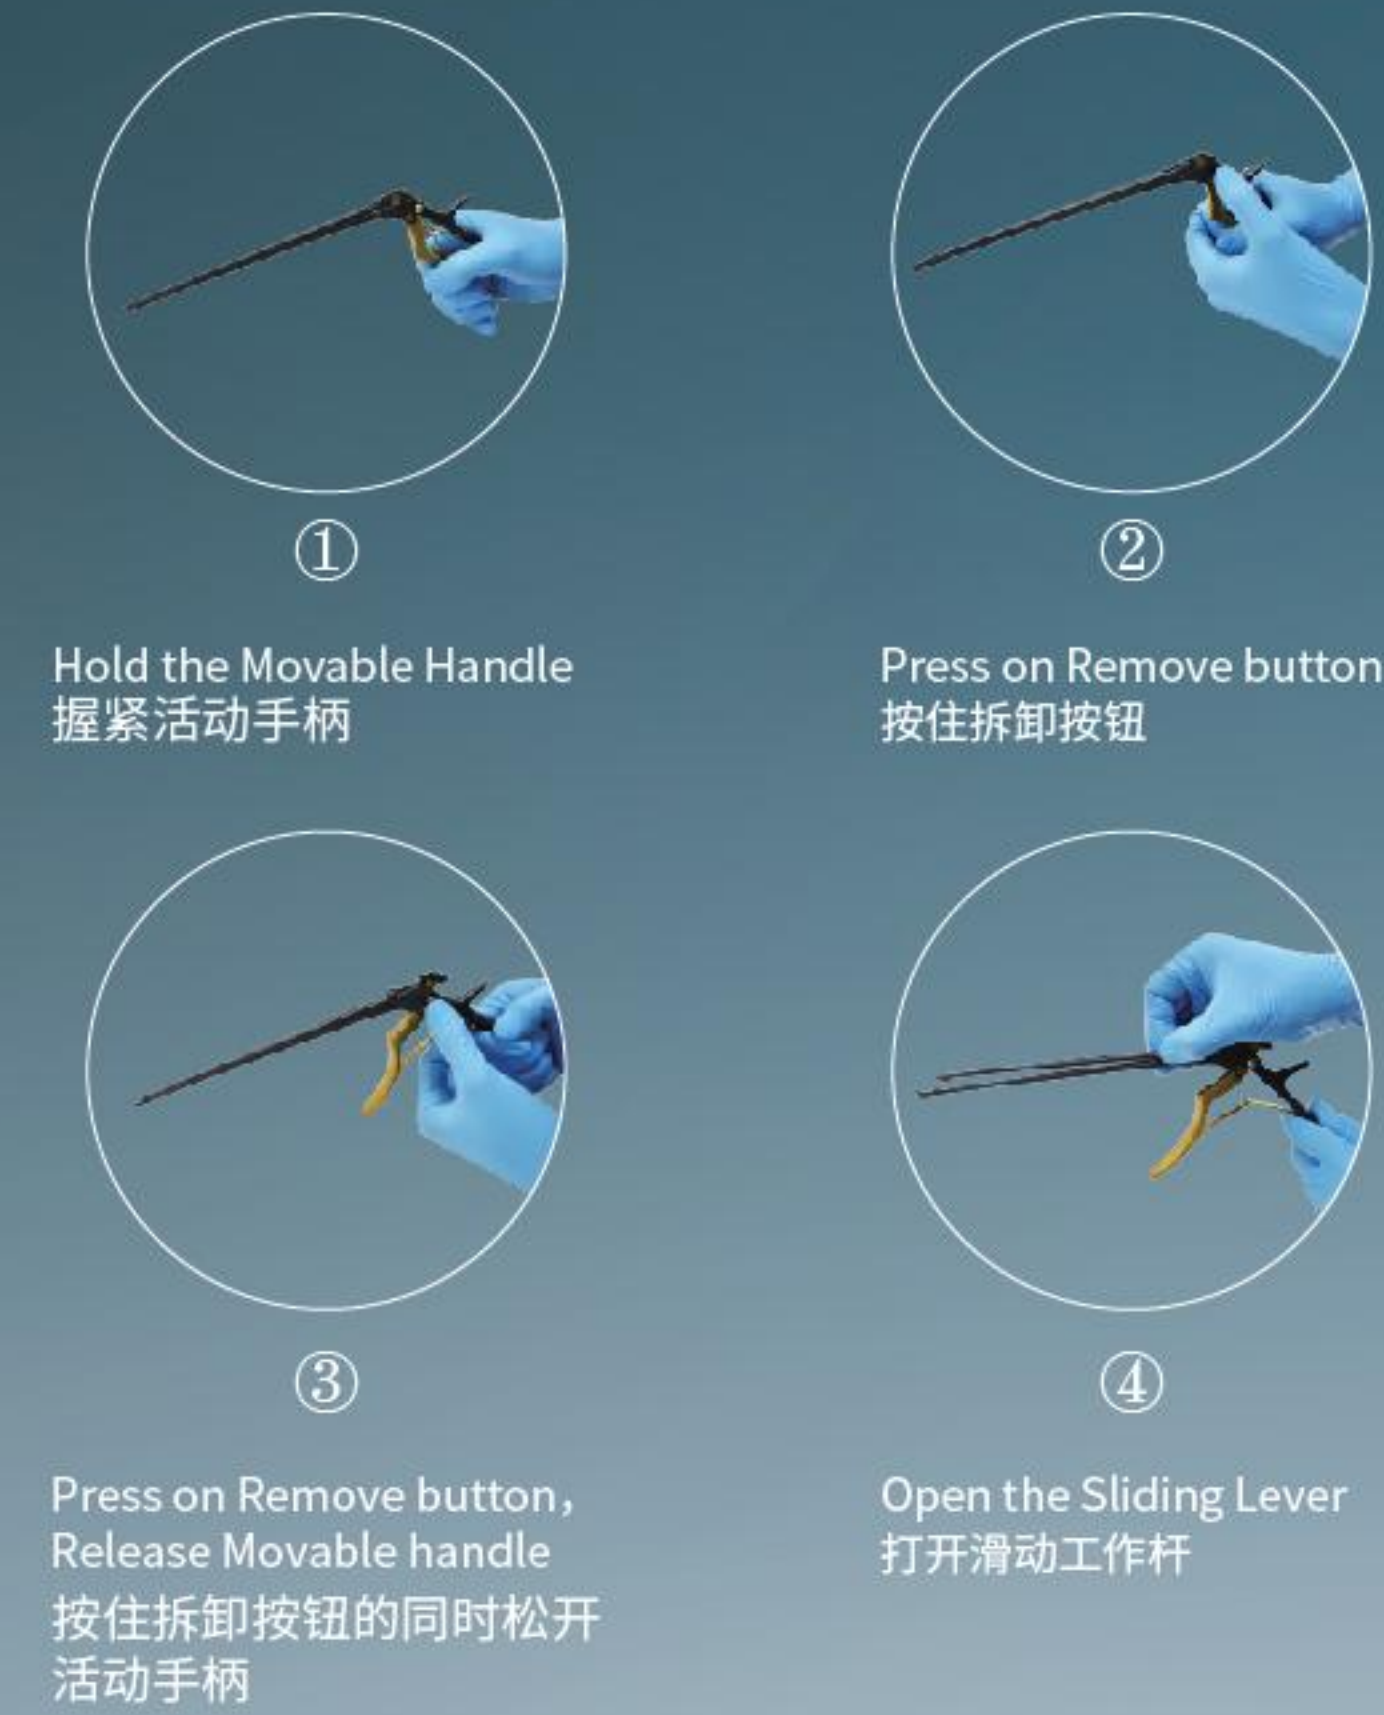 ①
Hold the Movable Handle
握紧活动手柄
②
Press on Remove button
按住拆卸按钮
③
Press on Remove button，
Release Movable handle
按住拆卸按钮的同时松开
活动手柄
④
Open the Sliding Lever
打开滑动工作杆